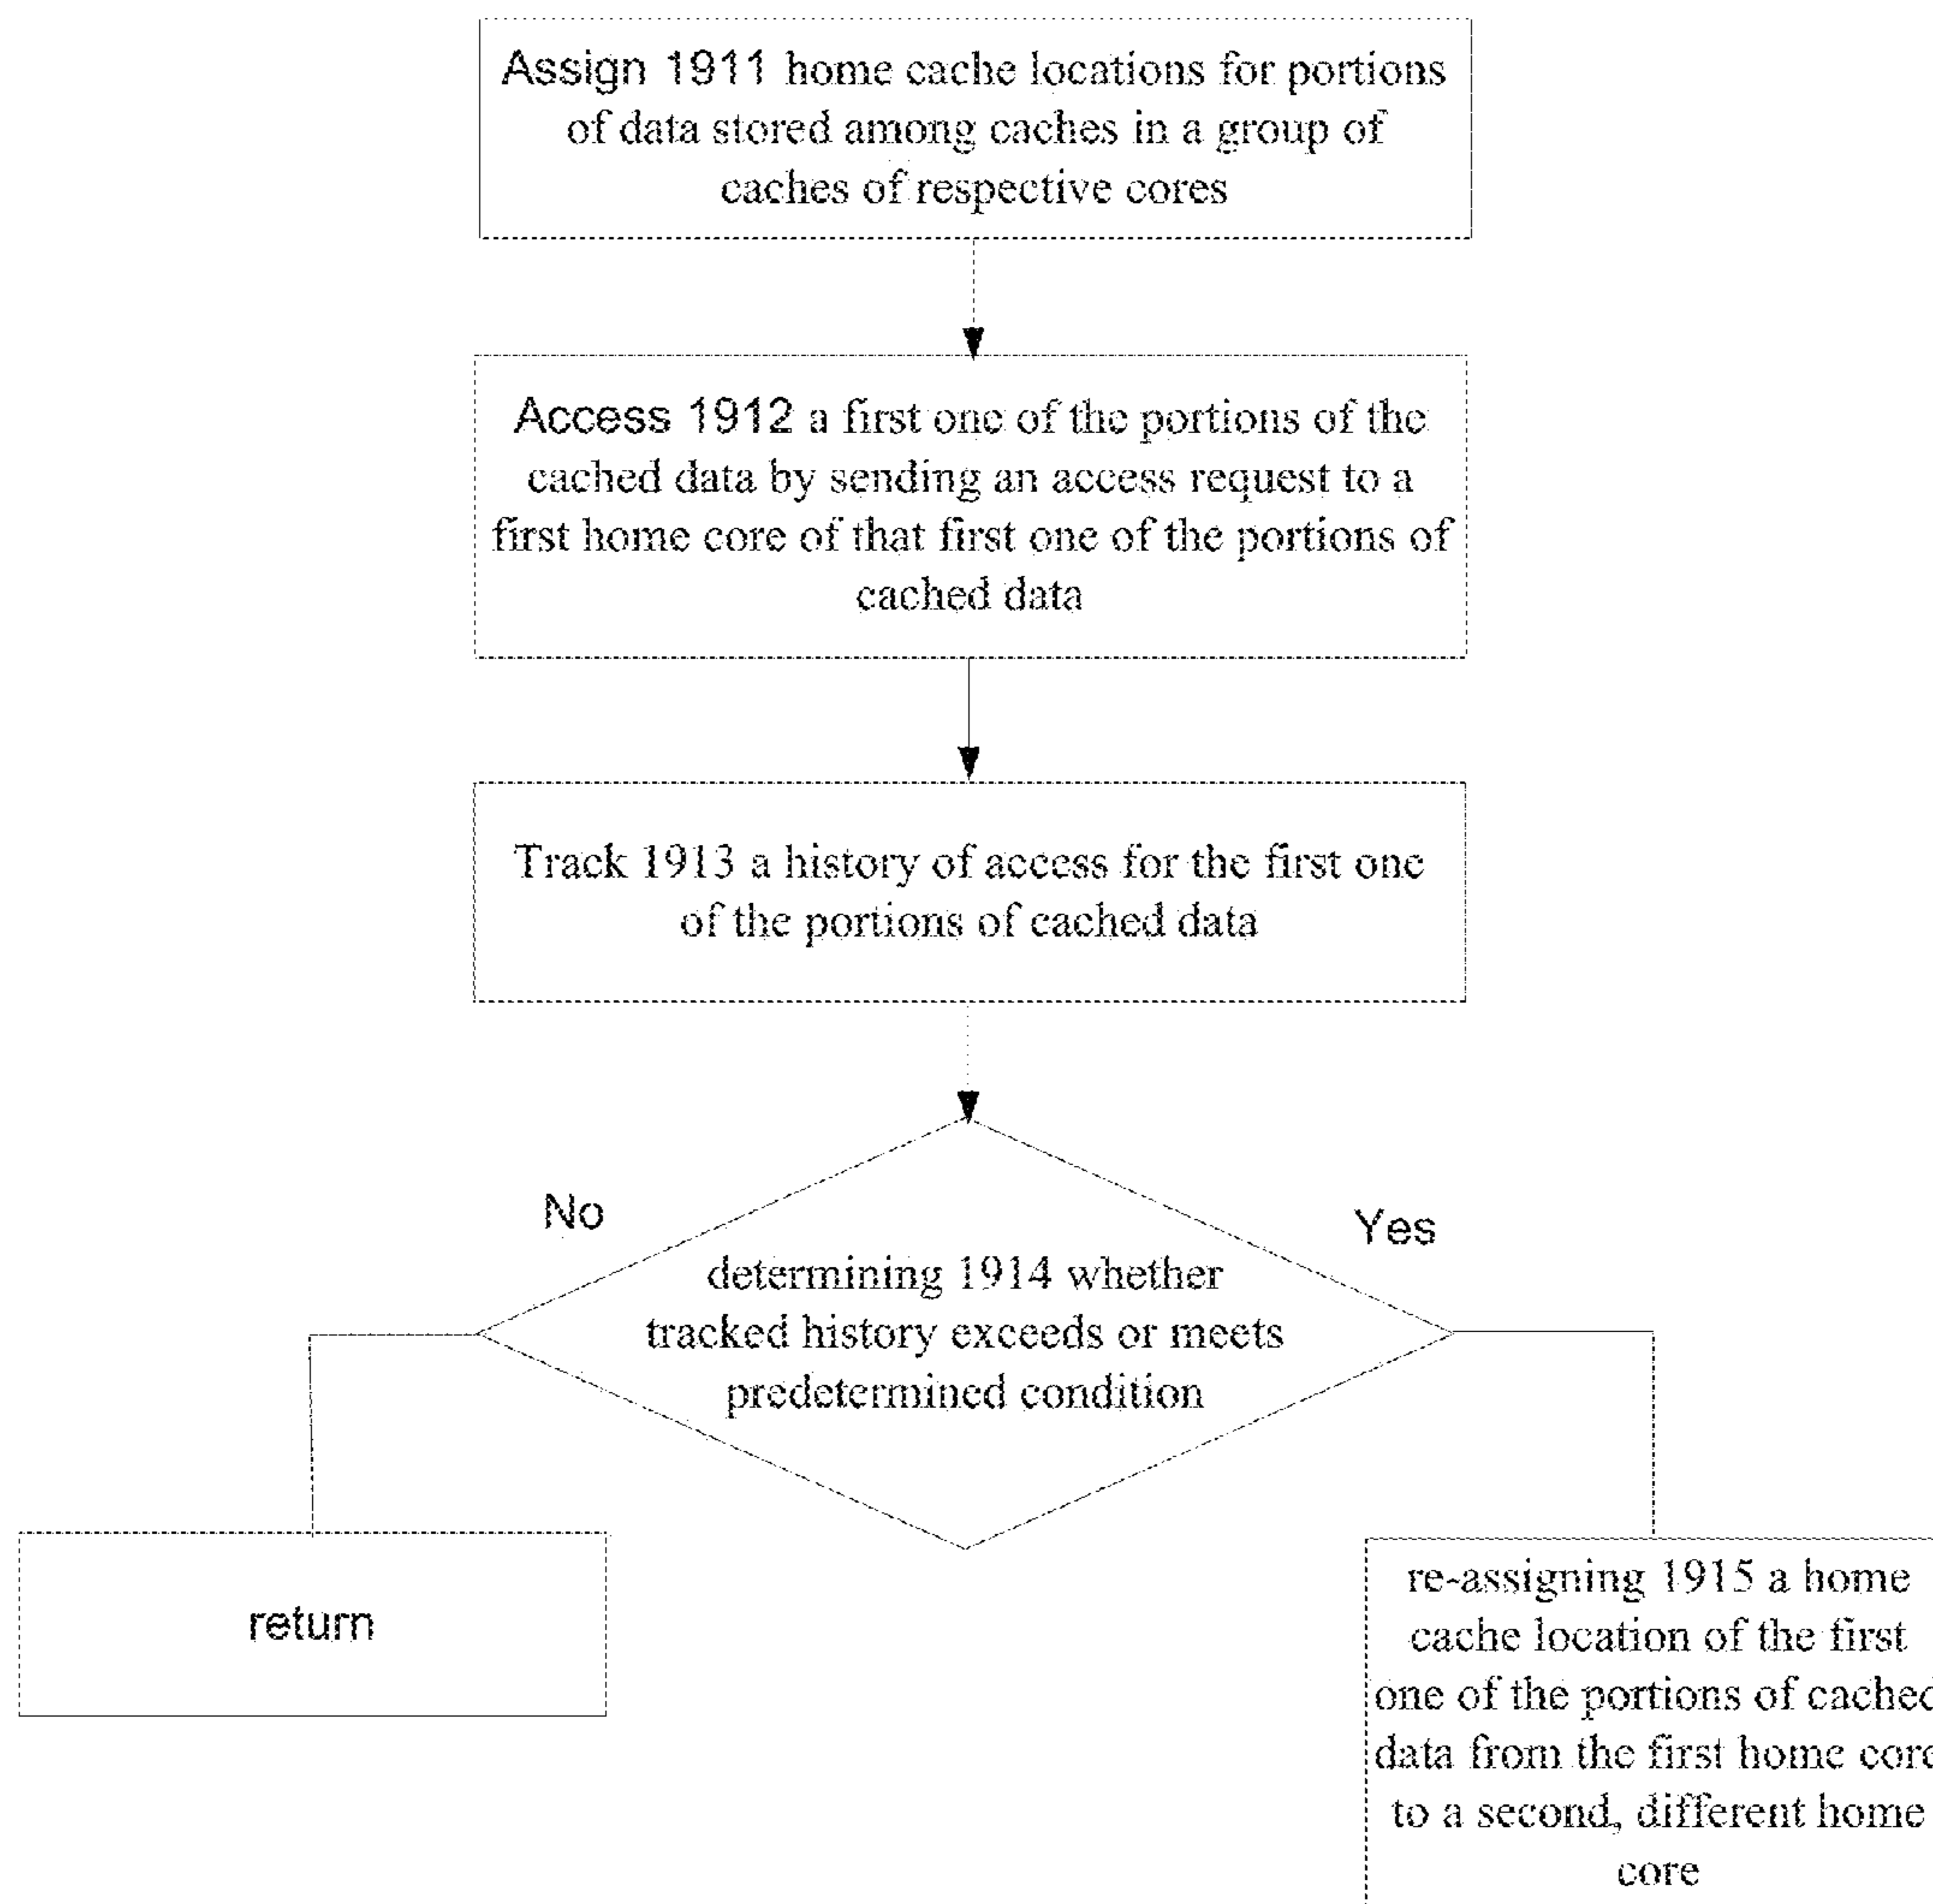 Assign 1911 home cache locations for portions
of data stored among caches in a group of
caches of respective cores
Access 1912 a first one of the portions of the
cached data by sending an access request to a
first home core of that first one of the portions of
cached data
Track 1913 a history of access for the first one
of the portions of cached data
No
Yes
determining 1914 whether
tracked history exceeds or meets
predetermined condition
return
re-assigning 1915 a home
cache location of the first
one of the portions of cached
data from the first home core
to a second, different home
core